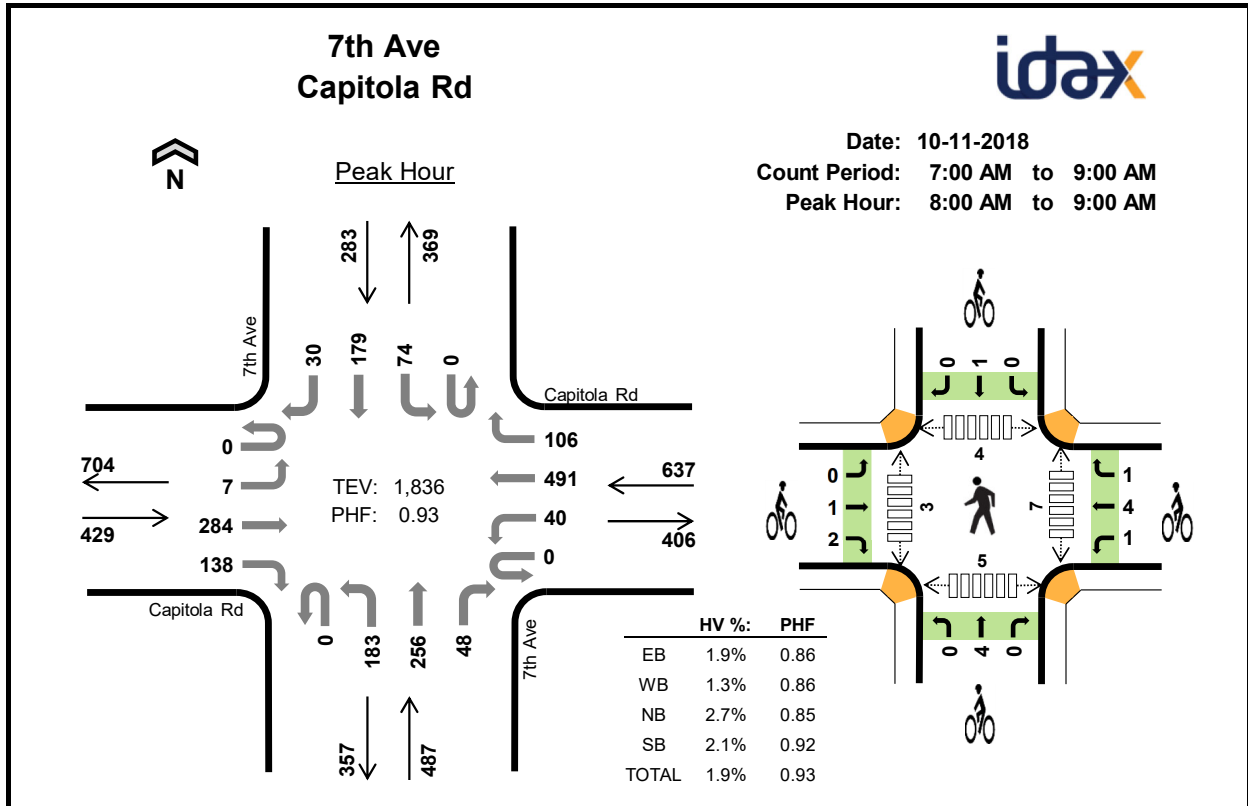 7th Ave
Capitola Rd
idax
N
Peak Hour
Date: 10-11-2018
Count Period: 7:00 AM to 9:00 AM
Peak Hour: 8:00 AM to 9:00 AM
283
369
7th Ave
30
179
74
0
Capitola Rd
0
106
704
7
491
637
TEV: 1,836
PHF: 0.93
429
284
40
406
138
0
Capitola Rd
0
183
256
48
7th Ave
357
487
HV %: PHF
EB 1.9% 0.86
WB 1.3% 0.86
NB 2.7% 0.85
SB 2.1% 0.92
TOTAL 1.9% 0.93
0
1
0
4
0
1
1
3
7
4
2
1
5
0
4
0